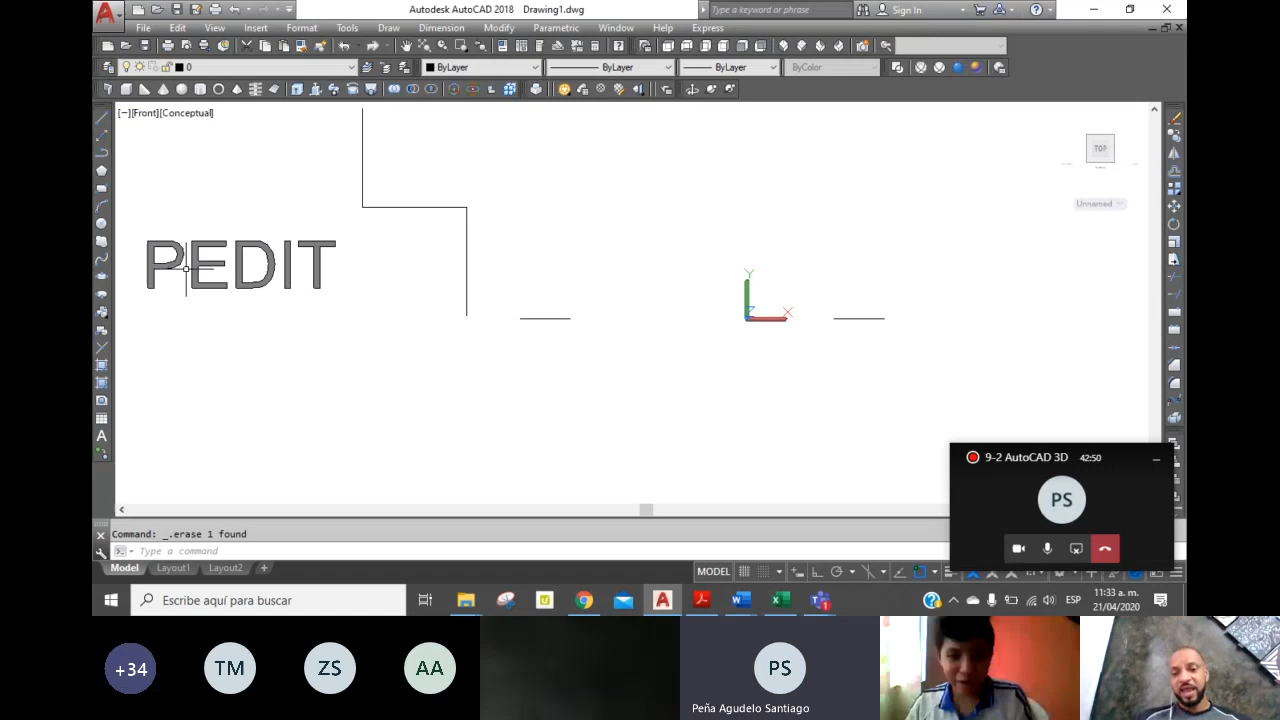 Autodesk AutoCAD 2018 Drawing1.dwg
Type a keyword or phrase
Sign In
File Edit View Insert Format Tools Draw Dimension Modify Parametric Window Help Express
0
ByLayer
ByLayer
ByLayer
ByColor
[−][Front][Conceptual]
TOP
Unnamed
PEDIT
Y
X
Z
9-2 AutoCAD 3D 42:50
PS
Command: _.erase 1 found
Type a command
Model Layout1 Layout2 +
MODEL
Escribe aquí para buscar
ESP
11:33 a. m.
21/04/2020
+34
TM
ZS
AA
PS
Peña Agudelo Santiago